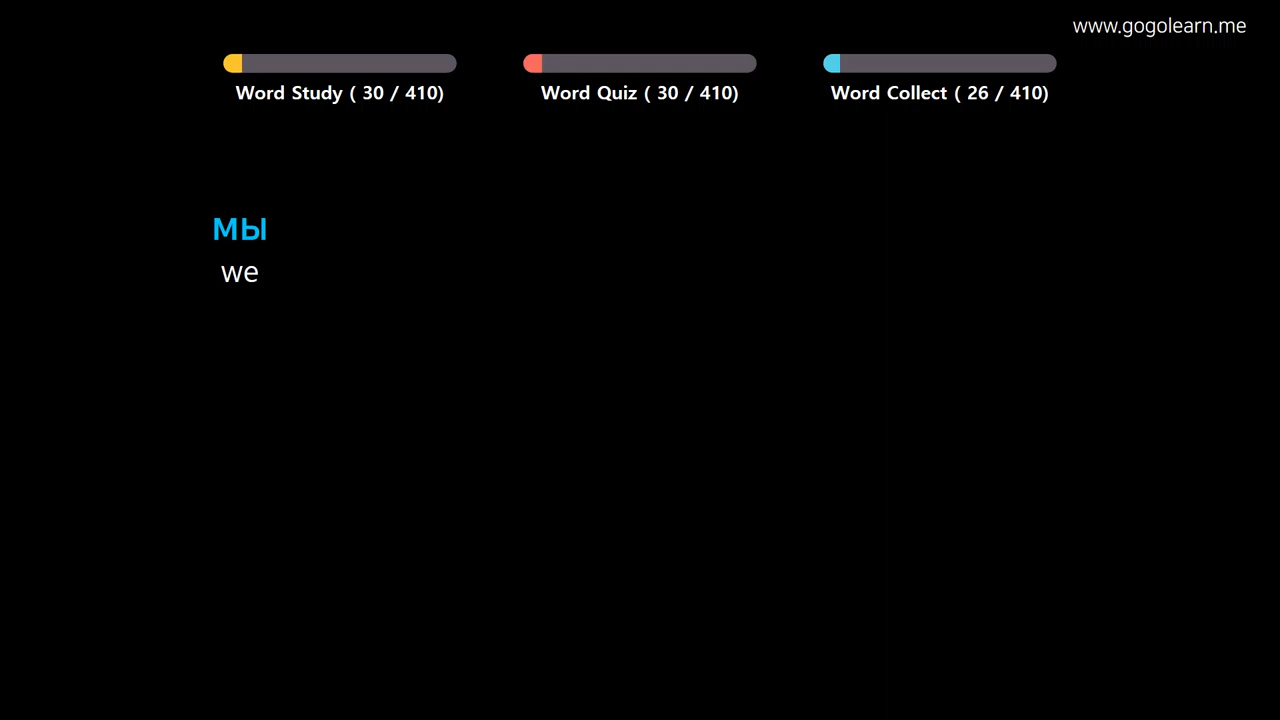 www.gogolearn.me
Word Study ( 30 / 410)
Word Quiz ( 30 / 410)
Word Collect ( 26 / 410)
мы
we